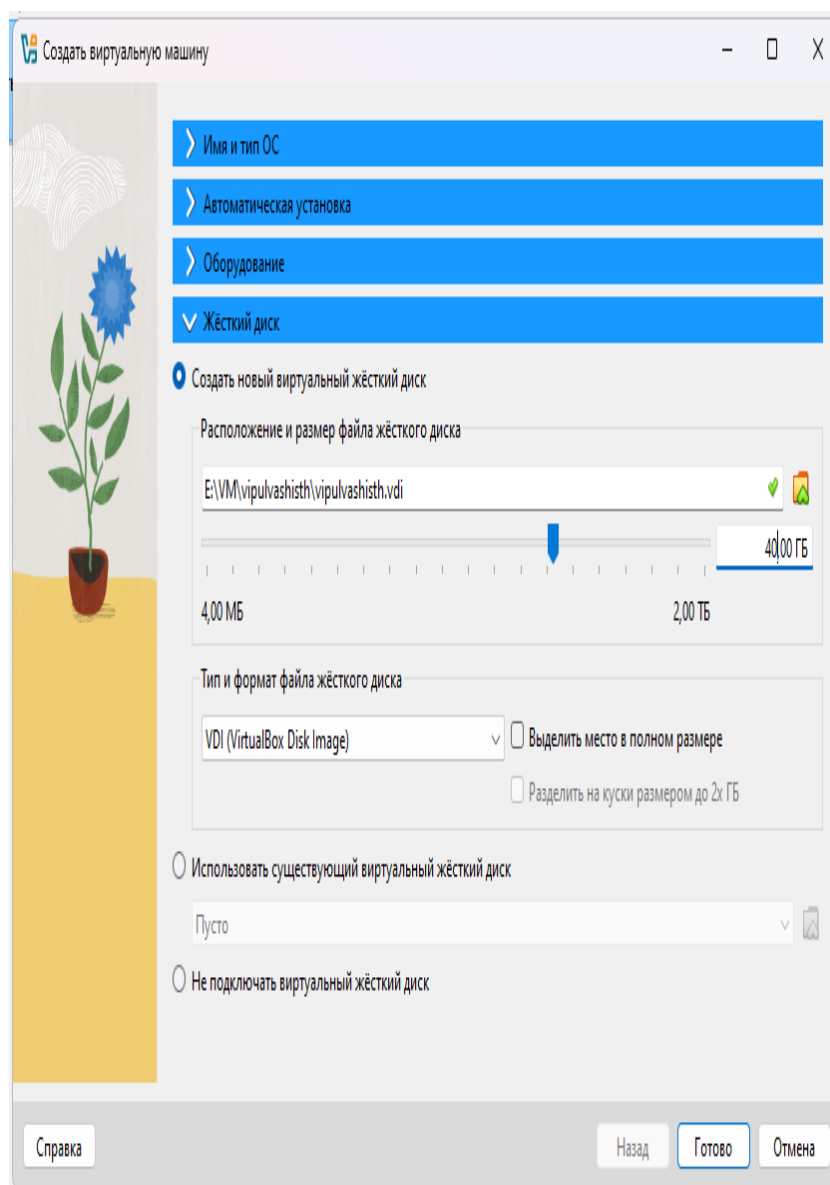 Создать виртуальную машину
Имя и тип ОС
Автоматическая установка
Оборудование
Жёсткий диск
Создать новый виртуальный жёсткий диск
Расположение и размер файла жёсткого диска
E:\VM\vipulvashisth\vipulvashisth.vdi
40,00 ГБ
4,00 МБ 2,00 ТБ
Тип и формат файла жёсткого диска
VDI (VirtualBox Disk Image) Выделить место в полном размере
Разделить на куски размером до 2х ГБ
Использовать существующий виртуальный жёсткий диск
Пусто
Не подключать виртуальный жёсткий диск
Справка Назад Готово Отмена